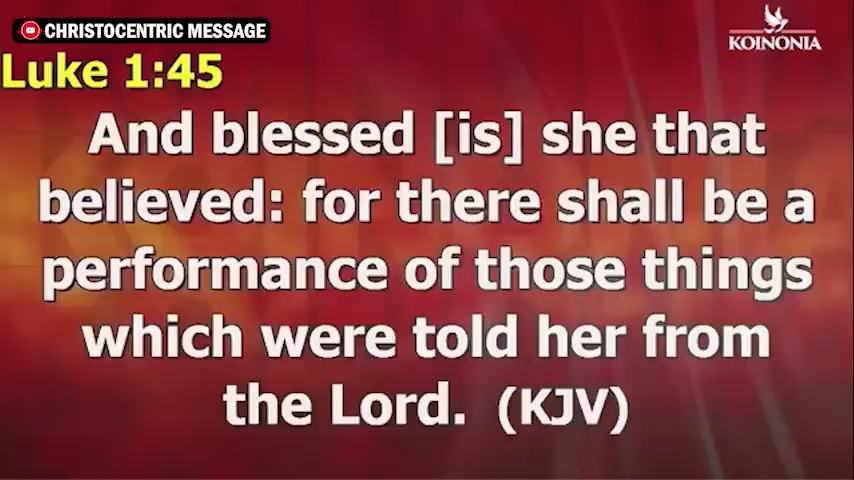 CHRISTOCENTRIC MESSAGE
KOINONIA
Luke 1:45
And blessed [is] she that
believed: for there shall be a
performance of those things
which were told her from
the Lord. (KJV)